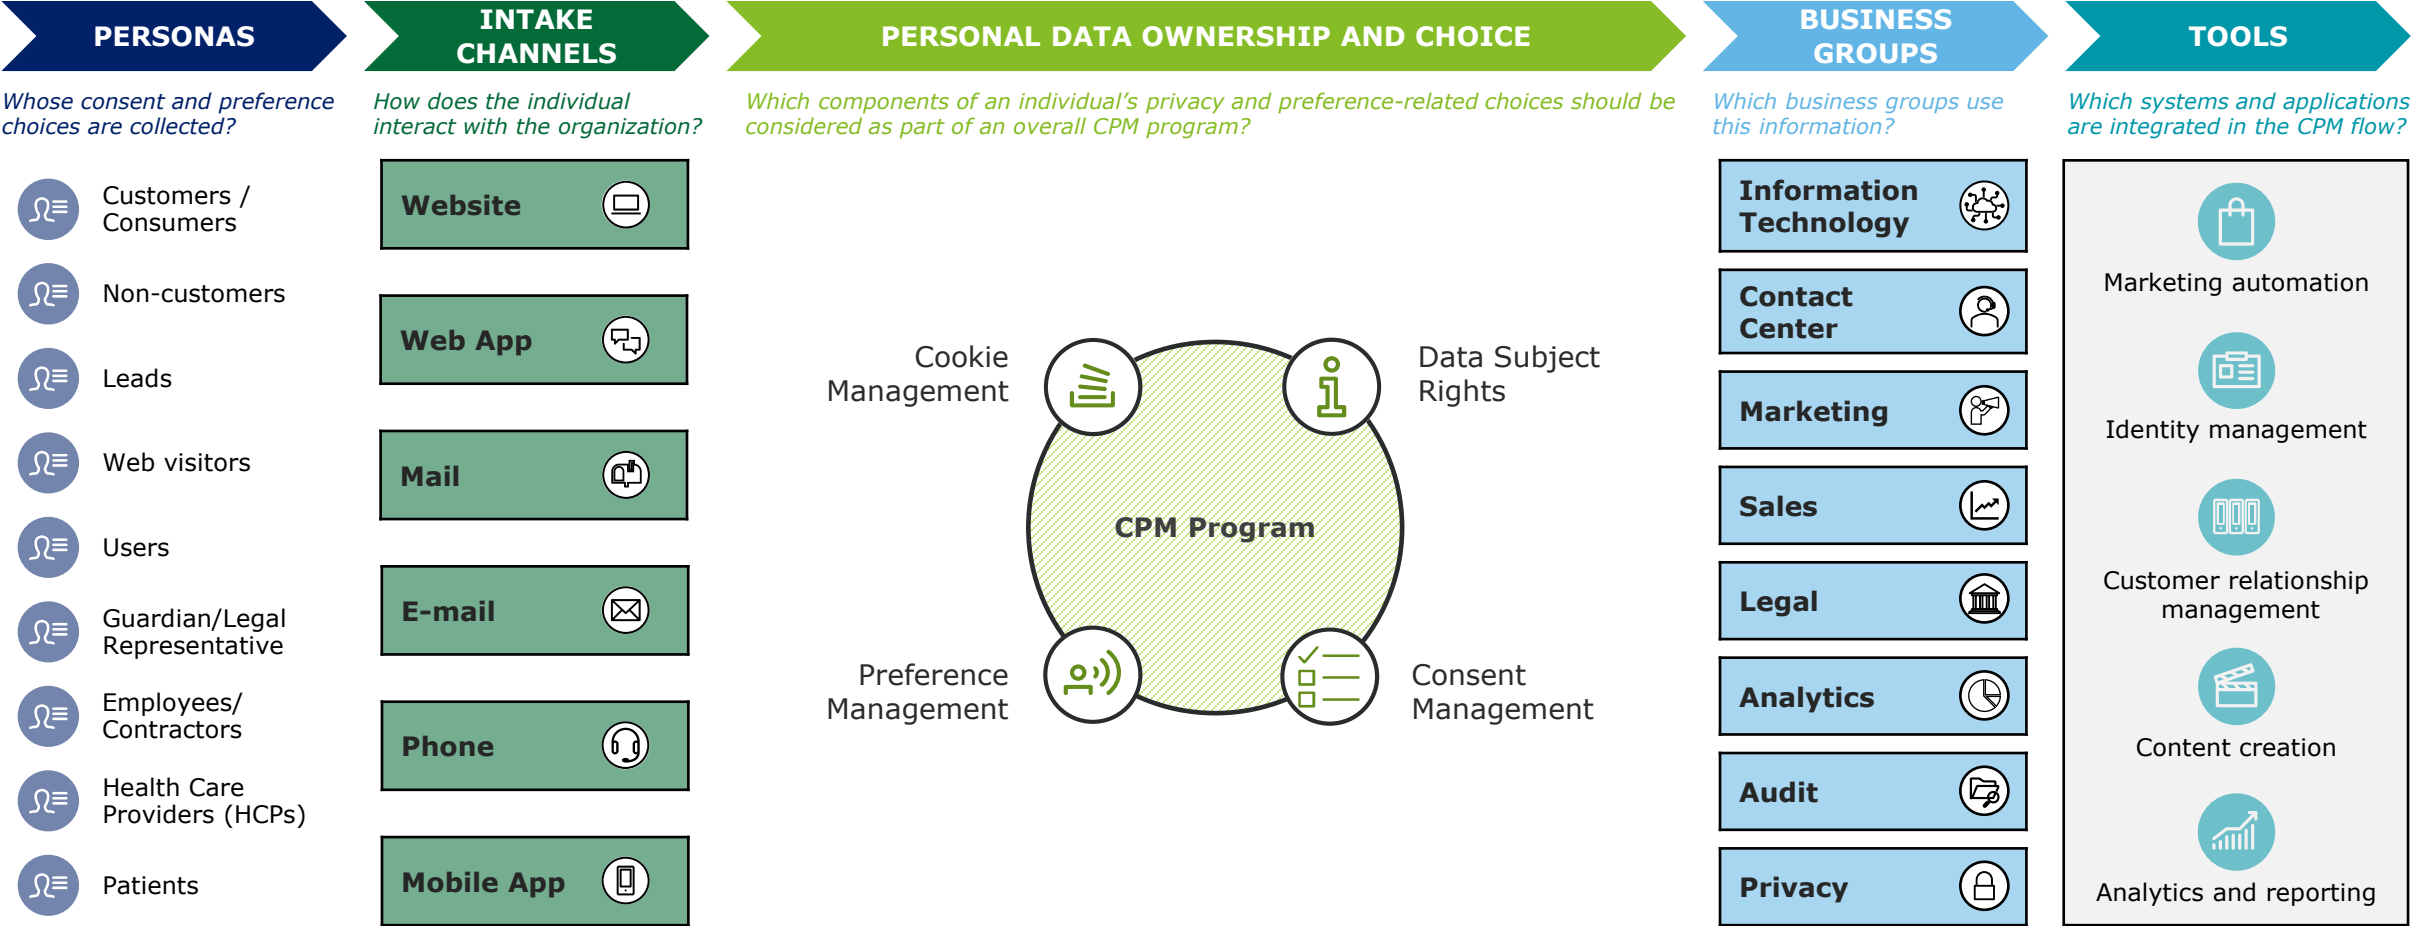 PERSONAS
Whose consent and preference
choices are collected?
Customers /
Consumers
Non-customers
Leads
Web visitors
Users
Guardian/Legal
Representative
Employees/
Contractors
Health Care
Providers (HCPs)
Patients
INTAKE
CHANNELS
How does the individual
interact with the organization?
Website
Web App
Mail
E-mail
Phone
Mobile App
PERSONAL DATA OWNERSHIP AND CHOICE
Which components of an individual’s privacy and preference-related choices should be
considered as part of an overall CPM program?
Cookie
Management
Data Subject
Rights
CPM Program
Preference
Management
Consent
Management
BUSINESS
GROUPS
Which business groups use
this information?
Information
Technology
Contact
Center
Marketing
Sales
Legal
Analytics
Audit
Privacy
TOOLS
Which systems and applications
are integrated in the CPM flow?
Marketing automation
Identity management
Customer relationship
management
Content creation
Analytics and reporting